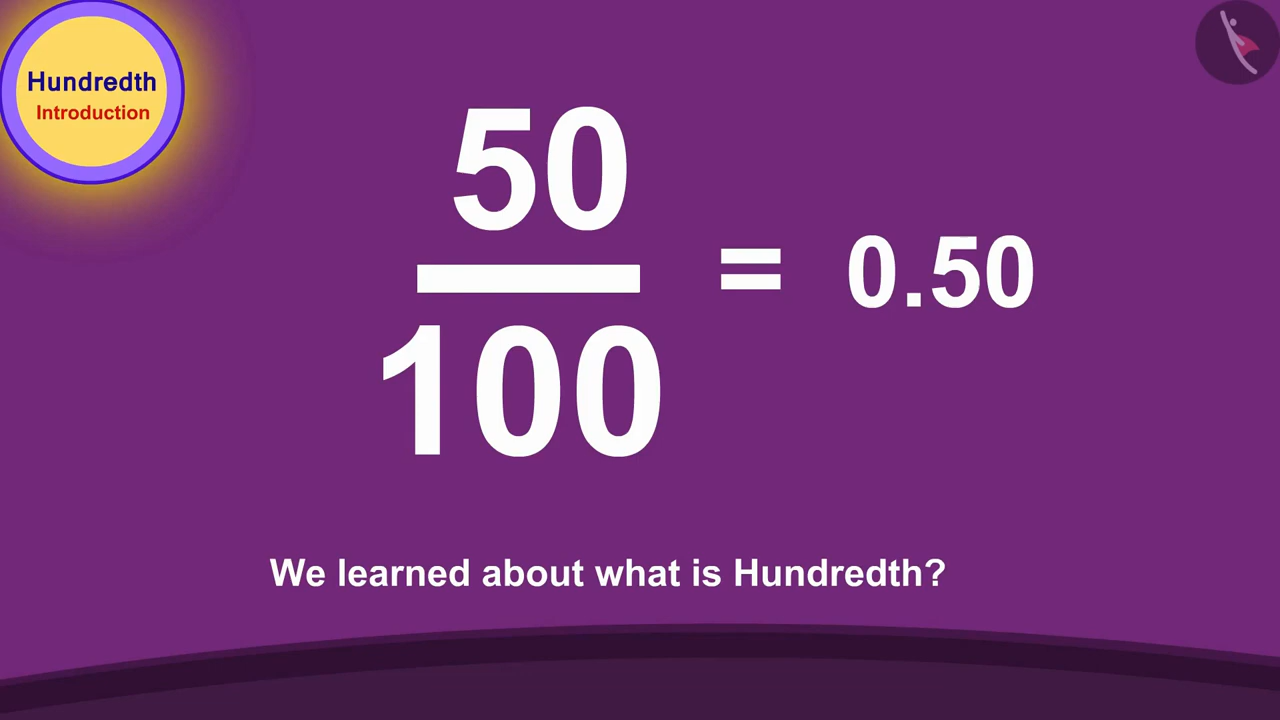 Hundredth
Introduction
50
100
= 0.50
We learned about what is Hundredth?